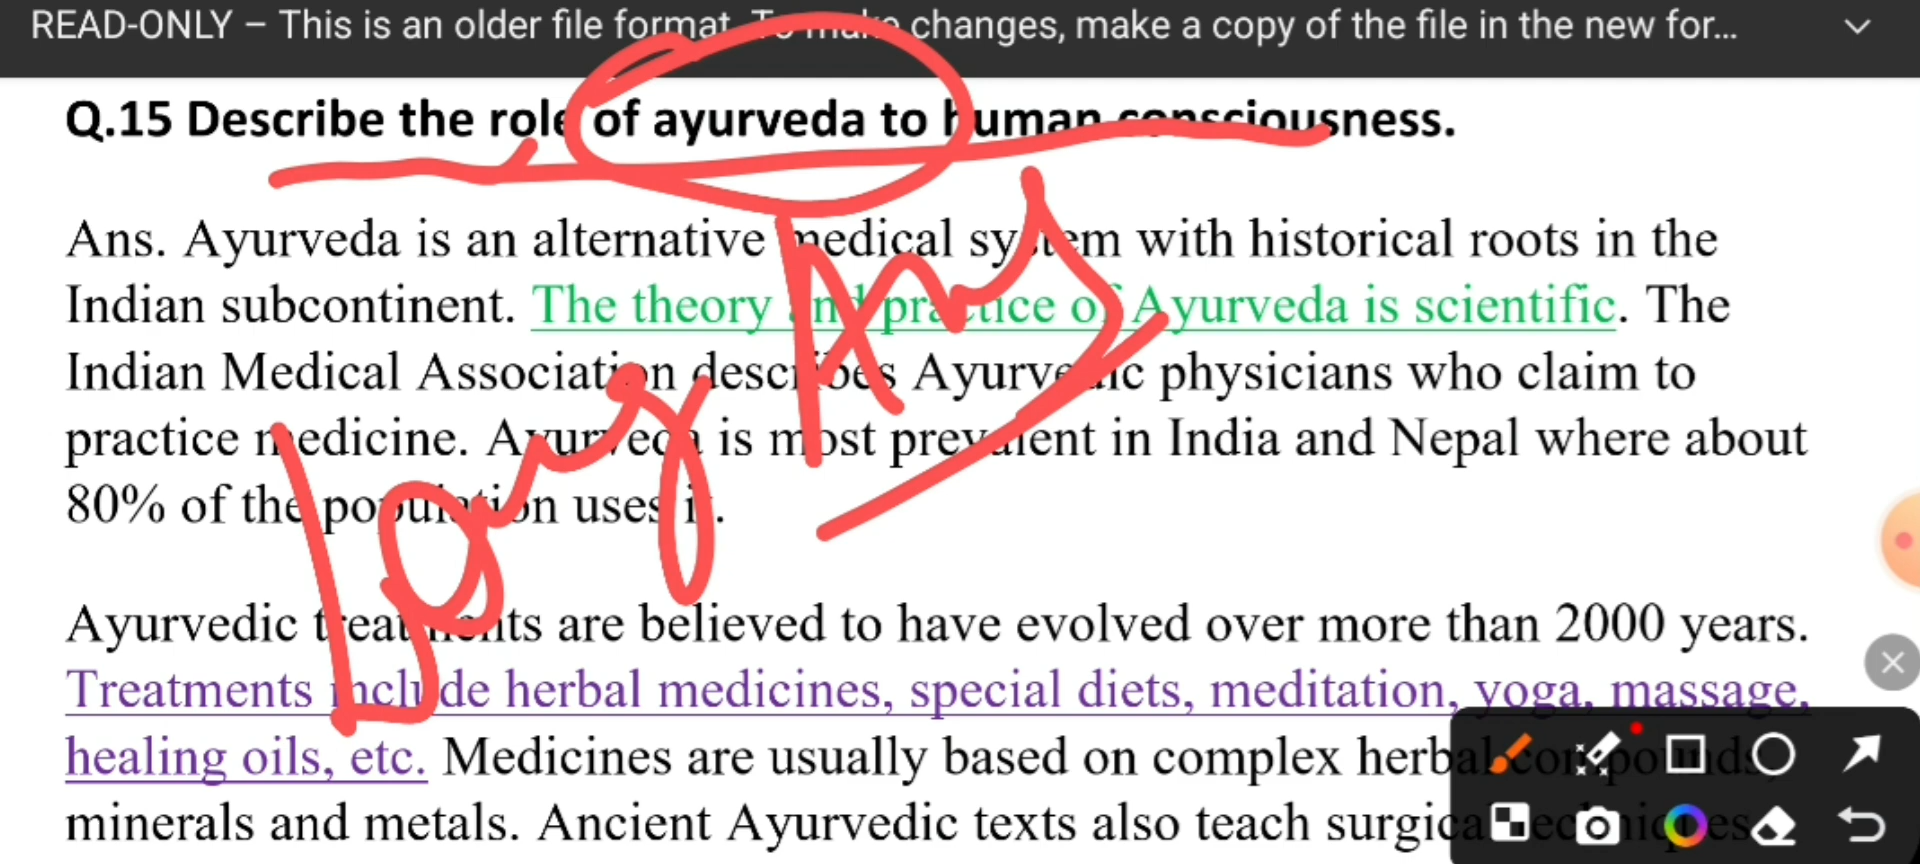 READ-ONLY – This is an older file format. To make changes, make a copy of the file in the new for...
Q.15 Describe the role of ayurveda to human consciousness.
Ans. Ayurveda is an alternative medical system with historical roots in the
Indian subcontinent. The theory and practice of Ayurveda is scientific. The
Indian Medical Association describes Ayurvedic physicians who claim to
practice medicine. Ayurveda is most prevalent in India and Nepal where about
80% of the population uses it.
long Ans
Ayurvedic treatments are believed to have evolved over more than 2000 years.
Treatments include herbal medicines, special diets, meditation, yoga, massage,
healing oils, etc. Medicines are usually based on complex herbal compounds
minerals and metals. Ancient Ayurvedic texts also teach surgical techniques